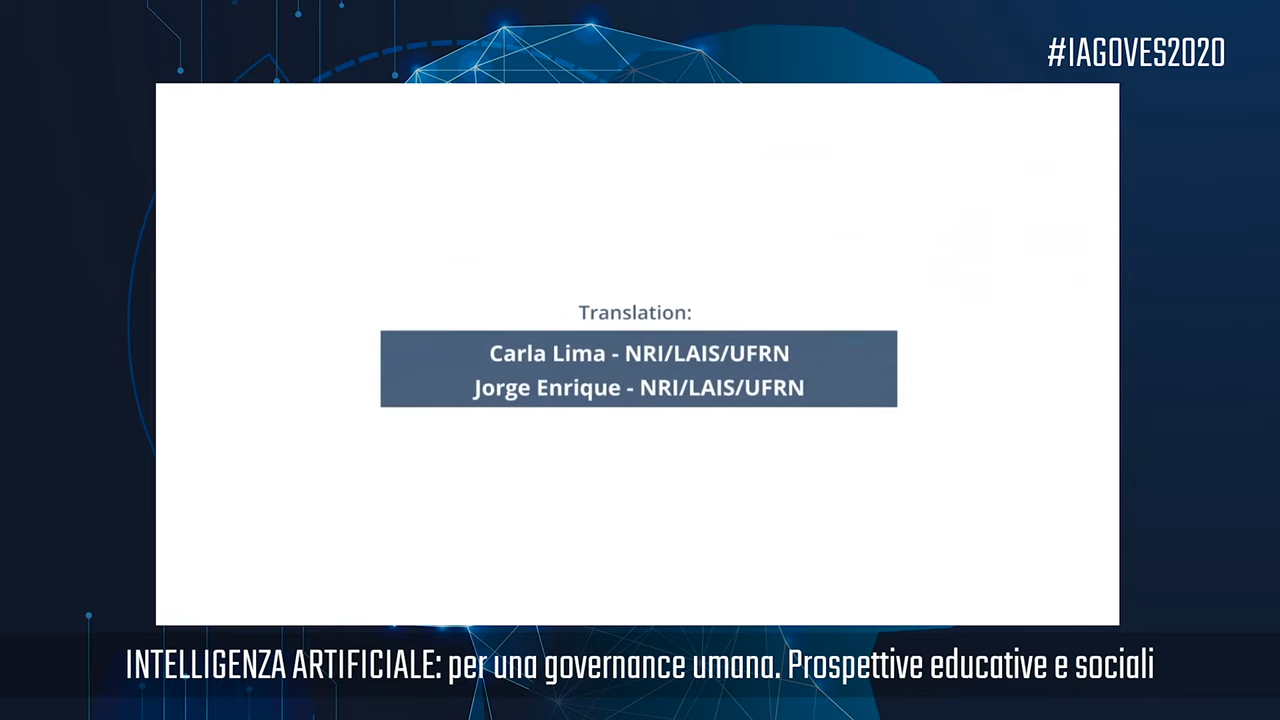 #IAGOVES2020
Translation:
Carla Lima - NRI/LAIS/UFRN
Jorge Enrique - NRI/LAIS/UFRN
INTELLIGENZA ARTIFICIALE: per una governance umana. Prospettive educative e sociali